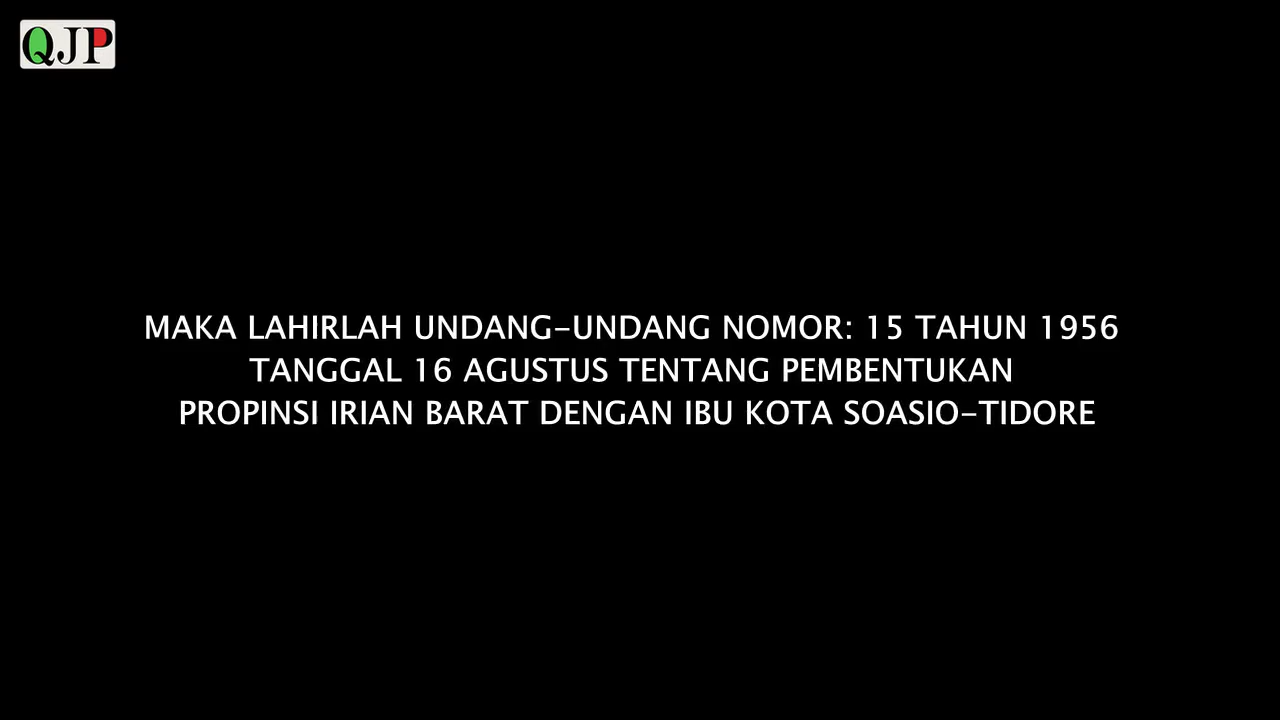 QJP
MAKA LAHIRLAH UNDANG-UNDANG NOMOR: 15 TAHUN 1956
TANGGAL 16 AGUSTUS TENTANG PEMBENTUKAN
PROPINSI IRIAN BARAT DENGAN IBU KOTA SOASIO-TIDORE